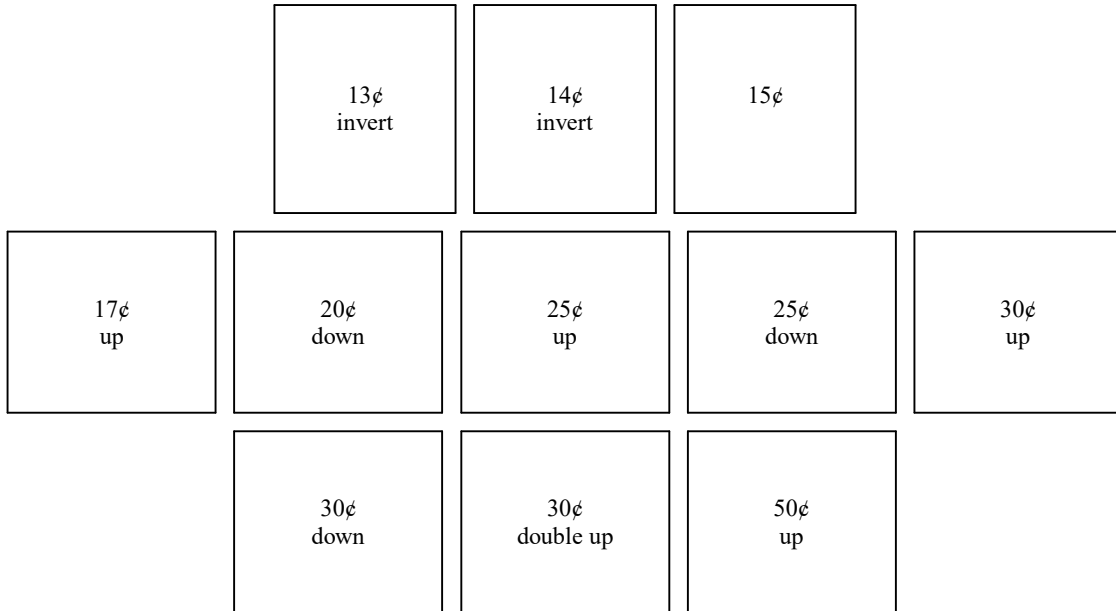 13¢
invert
14¢
invert
15¢
17¢
up
20¢
down
25¢
up
25¢
down
30¢
up
30¢
down
30¢
double up
50¢
up